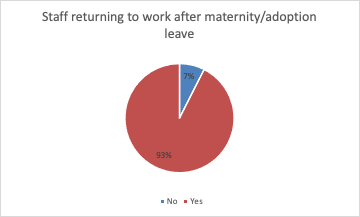 Staff returning to work after maternity/adoption
leave
7%
93%
No Yes